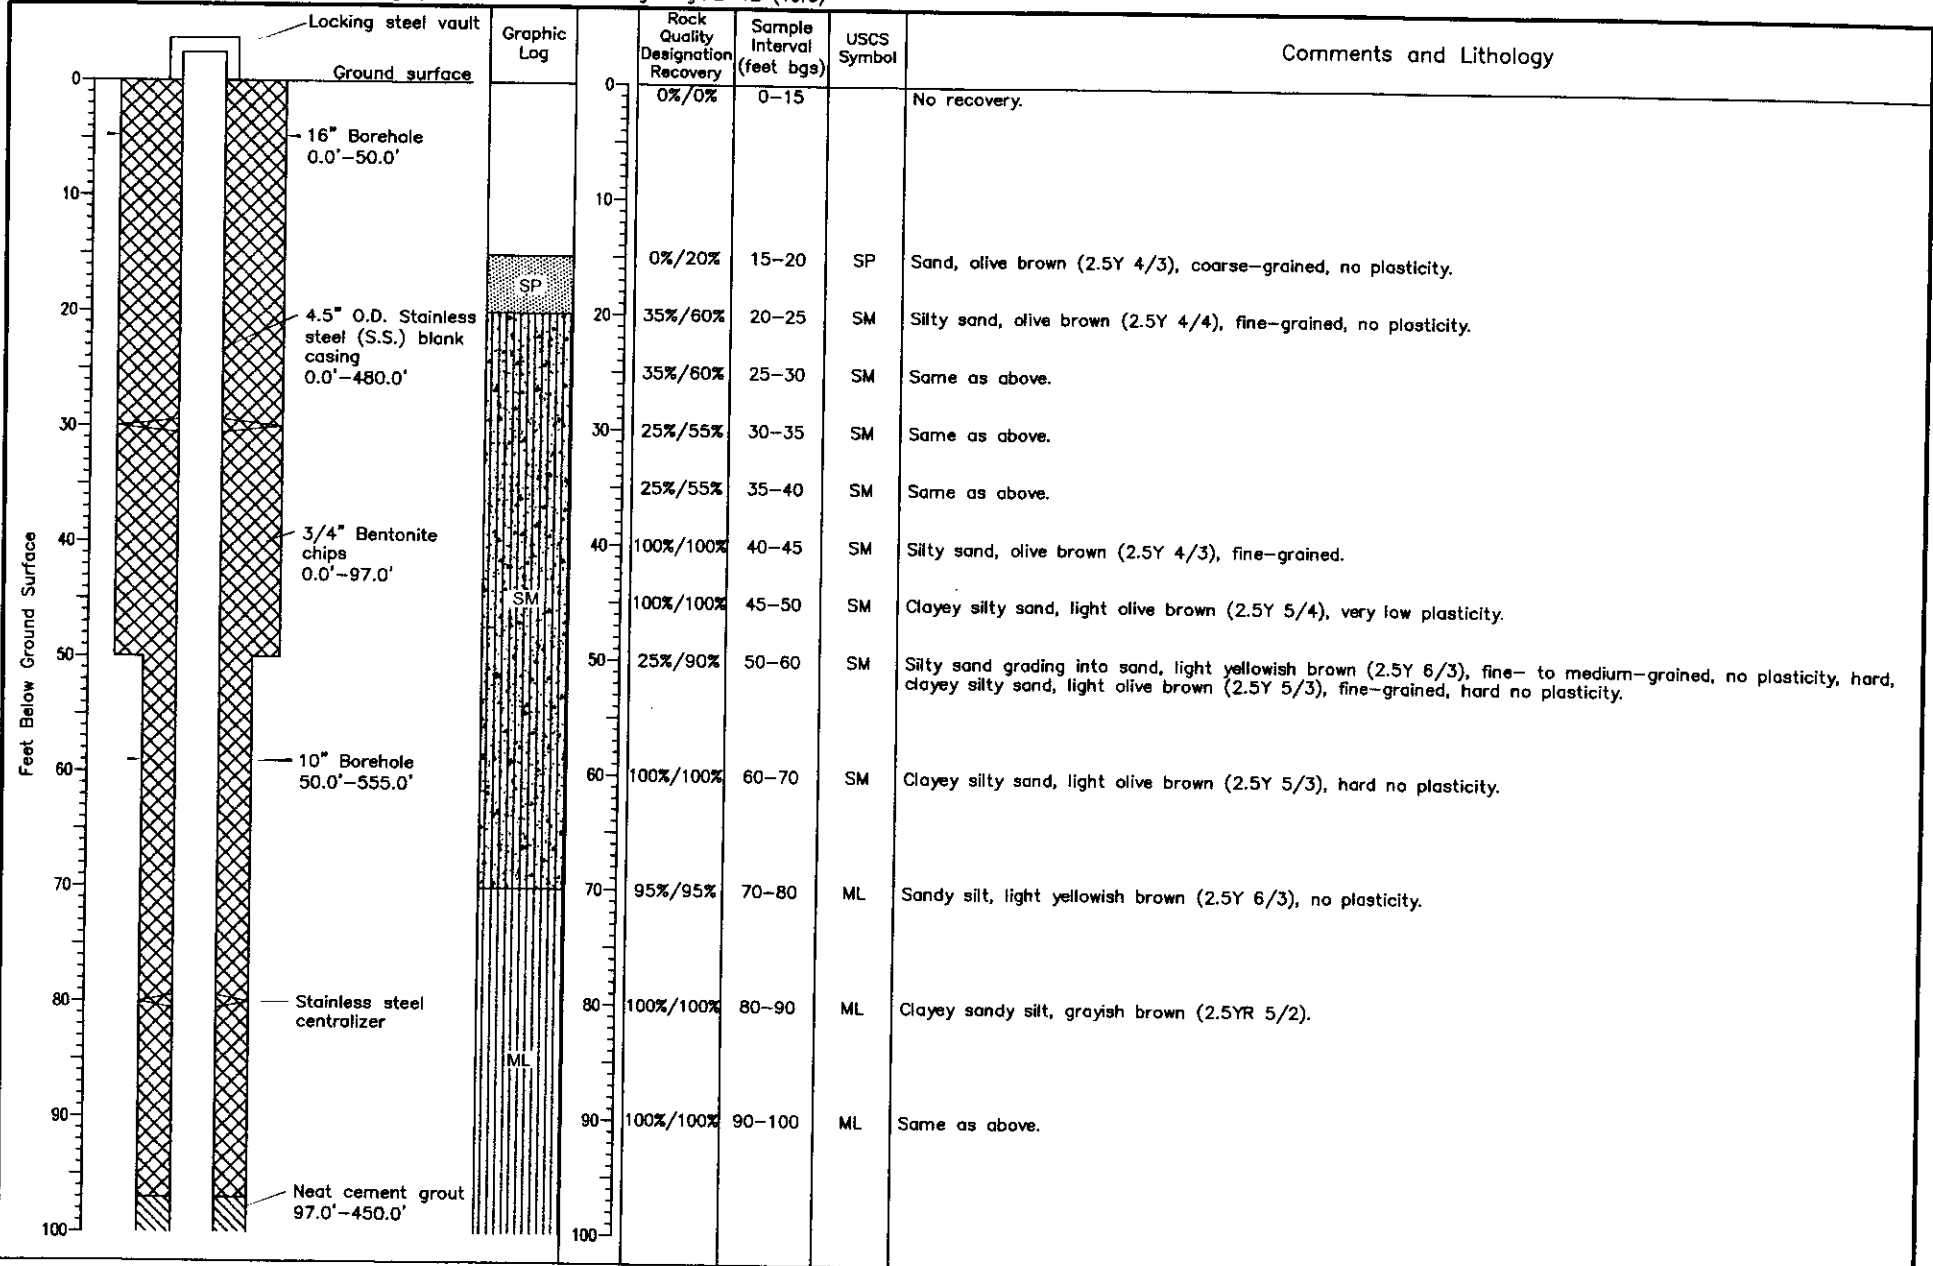 Locking steel vault
Ground surface
Graphic
Log
Rock
Quality
Designation
Recovery
Sample
Interval
(feet bgs)
USCS
Symbol
Comments and Lithology
Feet Below Ground Surface
0
10
20
30
40
50
60
70
80
90
100
16" Borehole
0.0'-50.0'
4.5" O.D. Stainless
steel (S.S.) blank
casing
0.0'-480.0'
3/4" Bentonite
chips
0.0'-97.0'
10" Borehole
50.0'-555.0'
Stainless steel
centralizer
Neat cement grout
97.0'-450.0'
SP
SM
ML
0
10
20
30
40
50
60
70
80
90
100
0%/0% 0-15 No recovery.
0%/20% 15-20 SP Sand, olive brown (2.5Y 4/3), coarse-grained, no plasticity.
35%/60% 20-25 SM Silty sand, olive brown (2.5Y 4/4), fine-grained, no plasticity.
35%/60% 25-30 SM Same as above.
25%/55% 30-35 SM Same as above.
25%/55% 35-40 SM Same as above.
100%/100% 40-45 SM Silty sand, olive brown (2.5Y 4/3), fine-grained.
100%/100% 45-50 SM Clayey silty sand, light olive brown (2.5Y 5/4), very low plasticity.
25%/90% 50-60 SM Silty sand grading into sand, light yellowish brown (2.5Y 6/3), fine- to medium-grained, no plasticity, hard,
clayey silty sand, light olive brown (2.5Y 5/3), fine-grained, hard no plasticity.
100%/100% 60-70 SM Clayey silty sand, light olive brown (2.5Y 5/3), hard no plasticity.
95%/95% 70-80 ML Sandy silt, light yellowish brown (2.5Y 6/3), no plasticity.
100%/100% 80-90 ML Clayey sandy silt, grayish brown (2.5YR 5/2).
100%/100% 90-100 ML Same as above.